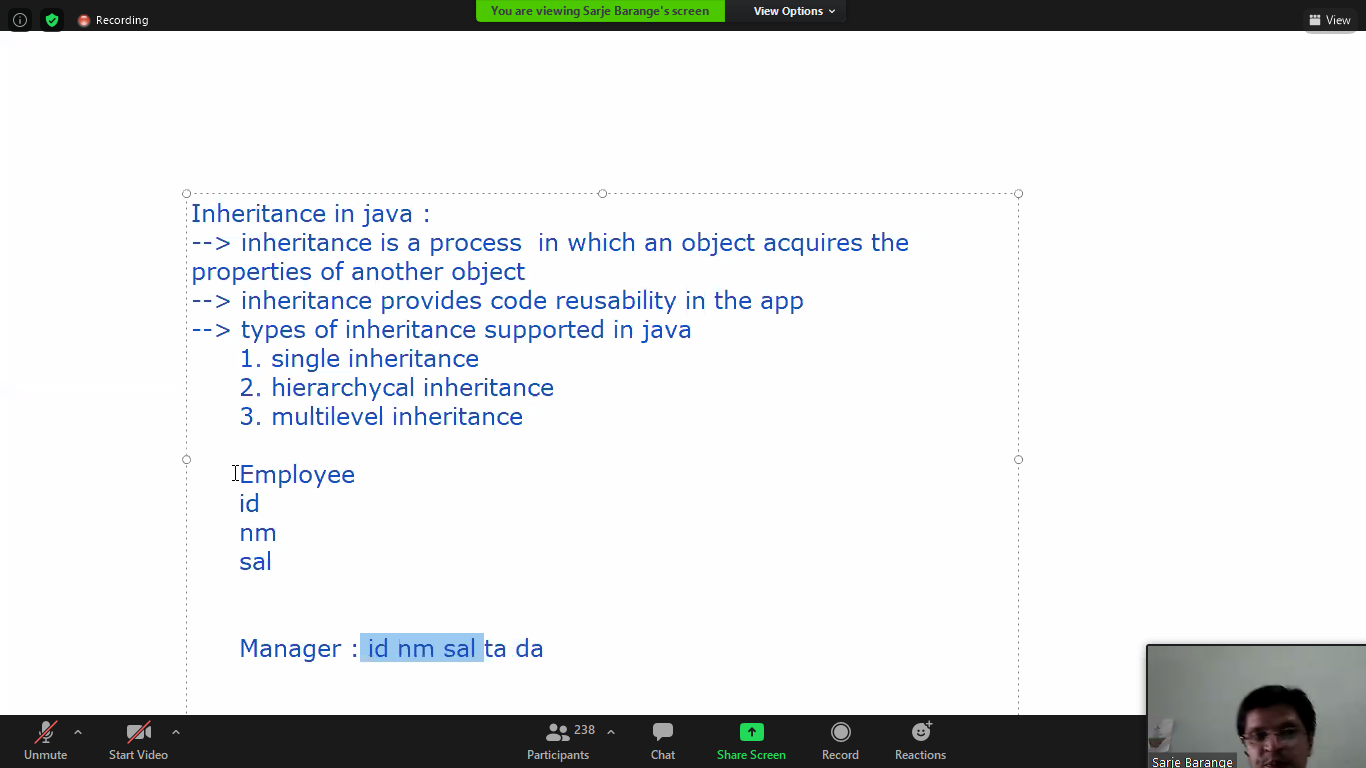 Recording
You are viewing Sarje Barange's screen
View Options
View
Inheritance in java :
--> inheritance is a process  in which an object acquires the
properties of another object
--> inheritance provides code reusability in the app
--> types of inheritance supported in java
1. single inheritance
2. hierarchycal inheritance
3. multilevel inheritance
Employee
id
nm
sal
Manager : id nm sal ta da
Sarje Barange
238
Unmute
Start Video
Participants
Chat
Share Screen
Record
Reactions